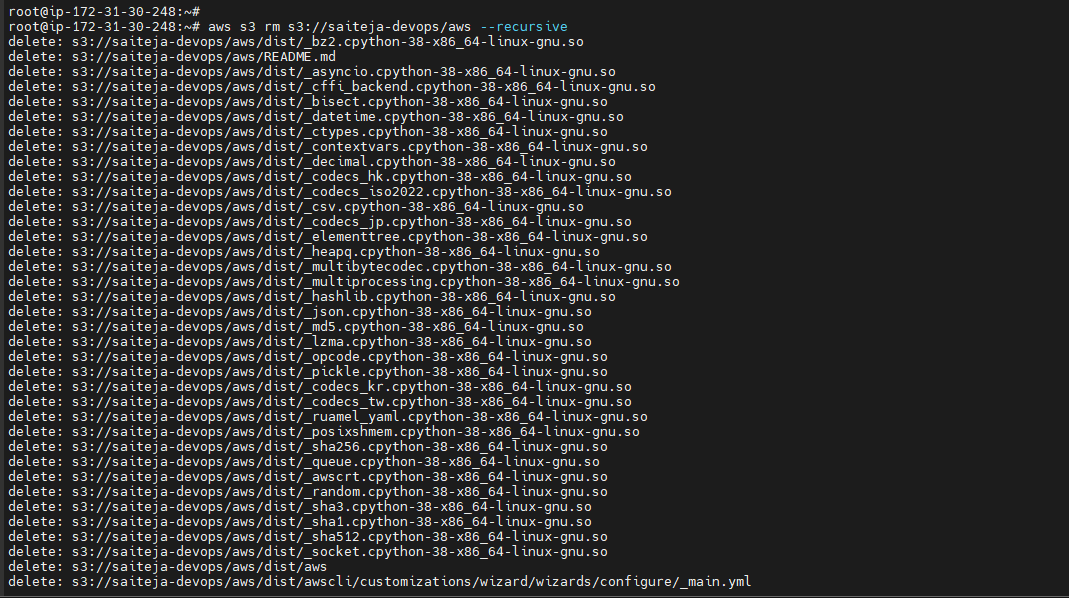 root@ip-172-31-30-248:~#
root@ip-172-31-30-248:~# aws s3 rm s3://saiteja-devops/aws --recursive
delete: s3://saiteja-devops/aws/dist/_bz2.cpython-38-x86_64-linux-gnu.so
delete: s3://saiteja-devops/aws/README.md
delete: s3://saiteja-devops/aws/dist/_asyncio.cpython-38-x86_64-linux-gnu.so
delete: s3://saiteja-devops/aws/dist/_cffi_backend.cpython-38-x86_64-linux-gnu.so
delete: s3://saiteja-devops/aws/dist/_bisect.cpython-38-x86_64-linux-gnu.so
delete: s3://saiteja-devops/aws/dist/_datetime.cpython-38-x86_64-linux-gnu.so
delete: s3://saiteja-devops/aws/dist/_ctypes.cpython-38-x86_64-linux-gnu.so
delete: s3://saiteja-devops/aws/dist/_contextvars.cpython-38-x86_64-linux-gnu.so
delete: s3://saiteja-devops/aws/dist/_decimal.cpython-38-x86_64-linux-gnu.so
delete: s3://saiteja-devops/aws/dist/_codecs_hk.cpython-38-x86_64-linux-gnu.so
delete: s3://saiteja-devops/aws/dist/_codecs_iso2022.cpython-38-x86_64-linux-gnu.so
delete: s3://saiteja-devops/aws/dist/_csv.cpython-38-x86_64-linux-gnu.so
delete: s3://saiteja-devops/aws/dist/_codecs_jp.cpython-38-x86_64-linux-gnu.so
delete: s3://saiteja-devops/aws/dist/_elementtree.cpython-38-x86_64-linux-gnu.so
delete: s3://saiteja-devops/aws/dist/_heapq.cpython-38-x86_64-linux-gnu.so
delete: s3://saiteja-devops/aws/dist/_multibytecodec.cpython-38-x86_64-linux-gnu.so
delete: s3://saiteja-devops/aws/dist/_multiprocessing.cpython-38-x86_64-linux-gnu.so
delete: s3://saiteja-devops/aws/dist/_hashlib.cpython-38-x86_64-linux-gnu.so
delete: s3://saiteja-devops/aws/dist/_json.cpython-38-x86_64-linux-gnu.so
delete: s3://saiteja-devops/aws/dist/_md5.cpython-38-x86_64-linux-gnu.so
delete: s3://saiteja-devops/aws/dist/_lzma.cpython-38-x86_64-linux-gnu.so
delete: s3://saiteja-devops/aws/dist/_opcode.cpython-38-x86_64-linux-gnu.so
delete: s3://saiteja-devops/aws/dist/_pickle.cpython-38-x86_64-linux-gnu.so
delete: s3://saiteja-devops/aws/dist/_codecs_kr.cpython-38-x86_64-linux-gnu.so
delete: s3://saiteja-devops/aws/dist/_codecs_tw.cpython-38-x86_64-linux-gnu.so
delete: s3://saiteja-devops/aws/dist/_ruamel_yaml.cpython-38-x86_64-linux-gnu.so
delete: s3://saiteja-devops/aws/dist/_posixshmem.cpython-38-x86_64-linux-gnu.so
delete: s3://saiteja-devops/aws/dist/_sha256.cpython-38-x86_64-linux-gnu.so
delete: s3://saiteja-devops/aws/dist/_queue.cpython-38-x86_64-linux-gnu.so
delete: s3://saiteja-devops/aws/dist/_awscrt.cpython-38-x86_64-linux-gnu.so
delete: s3://saiteja-devops/aws/dist/_random.cpython-38-x86_64-linux-gnu.so
delete: s3://saiteja-devops/aws/dist/_sha3.cpython-38-x86_64-linux-gnu.so
delete: s3://saiteja-devops/aws/dist/_sha1.cpython-38-x86_64-linux-gnu.so
delete: s3://saiteja-devops/aws/dist/_sha512.cpython-38-x86_64-linux-gnu.so
delete: s3://saiteja-devops/aws/dist/_socket.cpython-38-x86_64-linux-gnu.so
delete: s3://saiteja-devops/aws/dist/aws
delete: s3://saiteja-devops/aws/dist/awscli/customizations/wizard/wizards/configure/_main.yml